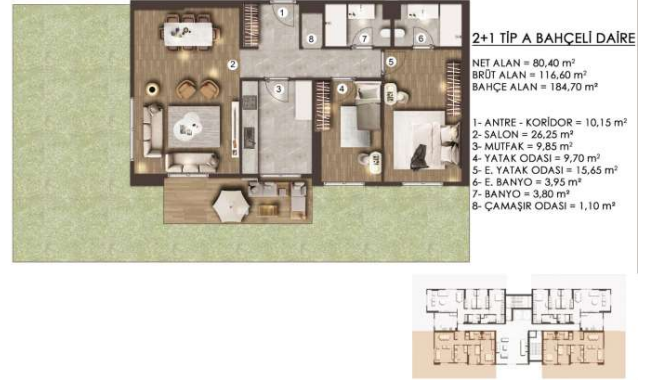 2+1 TİP A BAHÇELİ DAİRE
NET ALAN = 80,40 m²
BRÜT ALAN = 116,60 m²
BAHÇE ALAN = 184,70 m²
1- ANTRE - KORİDOR = 10,15 m²
2- SALON = 26,25 m²
3- MUTFAK = 9,85 m²
4- YATAK ODASI = 9,70 m²
5- E. YATAK ODASI = 15,65 m²
6- E. BANYO = 3,95 m²
7- BANYO = 3,80 m²
8- ÇAMAŞIR ODASI = 1,10 m²
1
8
7
6
2
5
3
4